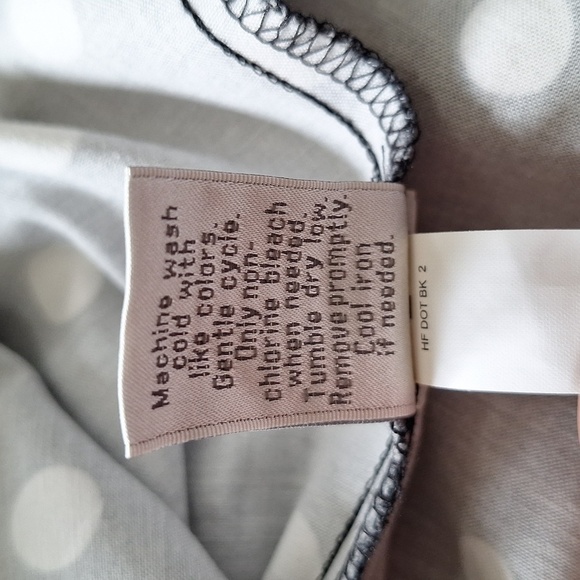 Machine wash
cold with
like colors.
Gentle cycle.
Only non-
chlorine bleach
when needed.
Tumble dry low.
Remove promptly.
Cool iron
if needed.
HF DOT BK 2